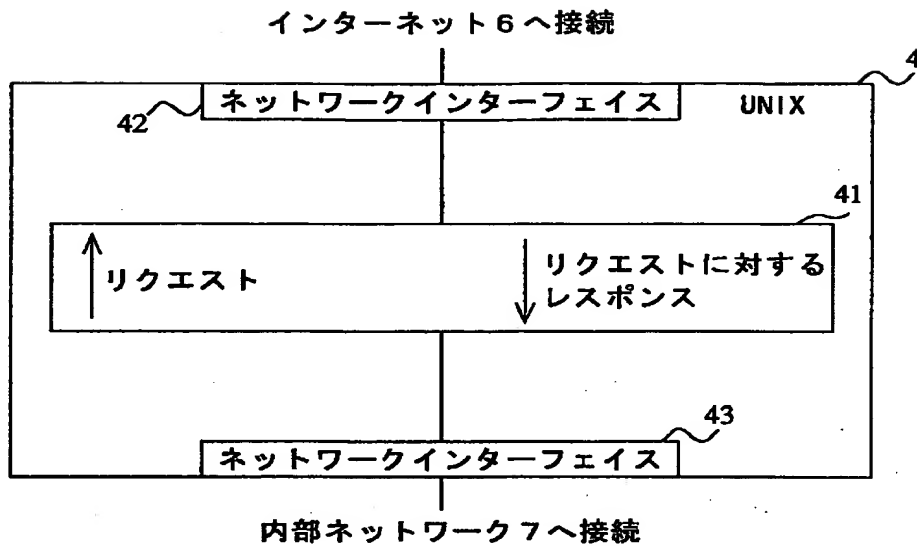 インターネット6へ接続
4
ネットワークインターフェイス
UNIX
42
41
リクエスト
リクエストに対する
レスポンス
43
ネットワークインターフェイス
内部ネットワーク7へ接続